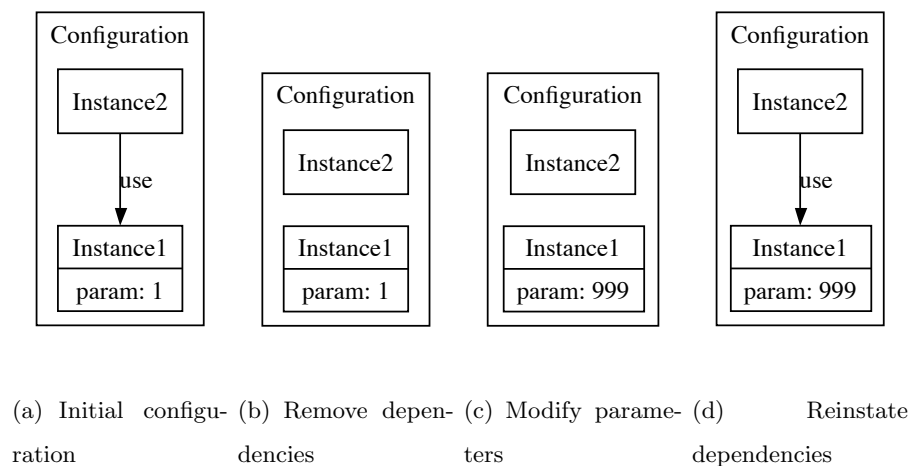 Configuration
Instance2
use
Instance1
param: 1
Configuration
Instance2
Instance1
param: 1
Configuration
Instance2
Instance1
param: 999
Configuration
Instance2
use
Instance1
param: 999
(a) Initial configu-
ration
(b) Remove depen-
dencies
(c) Modify parame-
ters
(d) Reinstate
dependencies